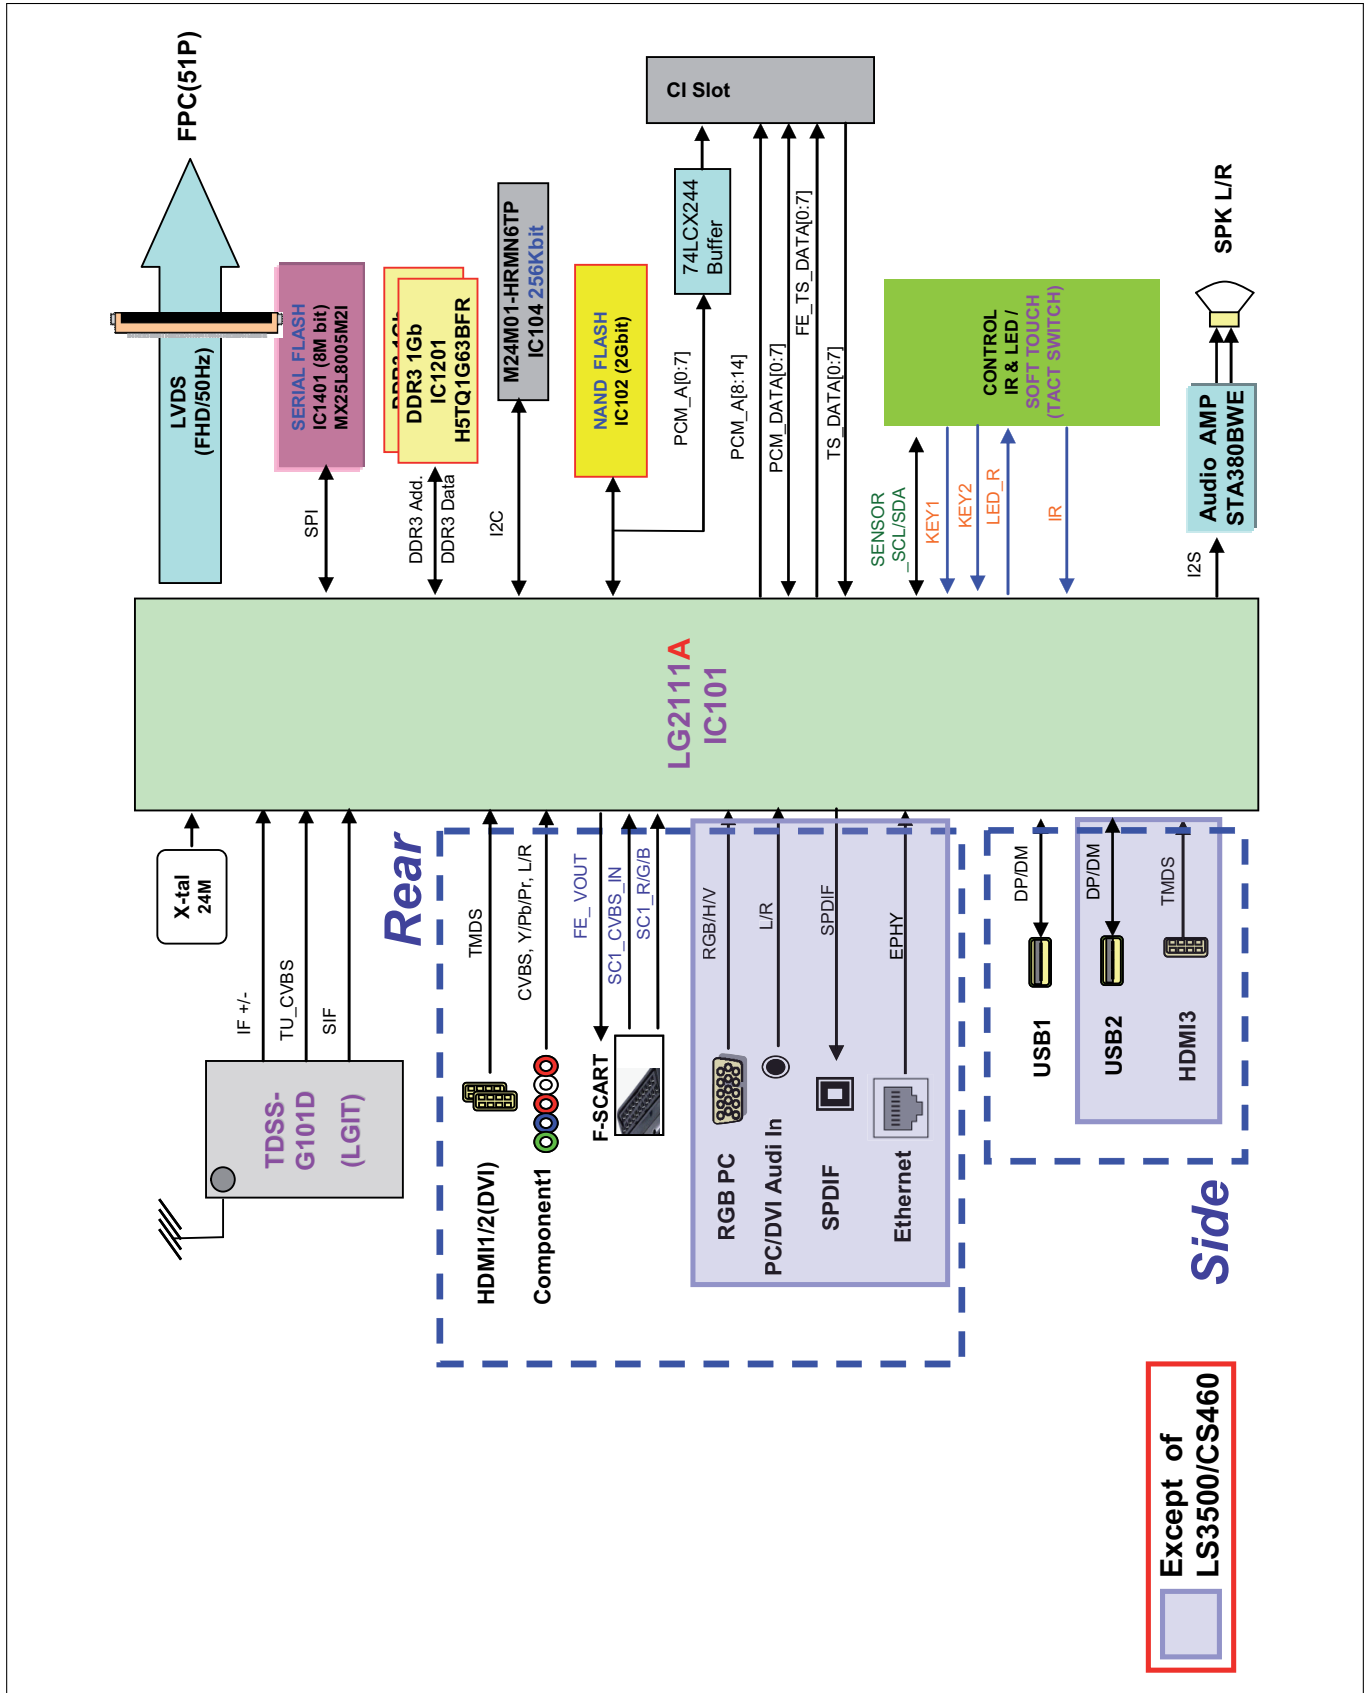 X-tal
24M
TDSS-
G101D
(LGIT)
IF +/-
TU_CVBS
SIF
Rear
HDMI1/2(DVI)
TMDS
Component1
CVBS, Y/Pb/Pr, L/R
F-SCART
FE_VOUT
SC1_CVBS_IN
SC1_R/G/B
RGB PC
RGB/H/V
PC/DVI Audi In
L/R
SPDIF
SPDIF
Ethernet
EPHY
USB1
DP/DM
USB2
DP/DM
HDMI3
TMDS
Side
Except of
LS3500/CS460
LG2111A
IC101
LVDS
(FHD/50Hz)
FPC(51P)
SPI
SERIAL FLASH
IC1401 (8M bit)
MX25L8005M2I
DDR3 Add.
DDR3 Data
DDR3 1Gb
DDR3 1Gb
IC1201
H5TQ1G63BFR
I2C
M24M01-HRMN6TP
IC104 256Kbit
NAND FLASH
IC102 (2Gbit)
PCM_A[0:7]
74LCX244
Buffer
CI Slot
PCM_A[8:14]
PCM_DATA[0:7]
FE_TS_DATA[0:7]
TS_DATA[0:7]
SENSOR
_SCL/SDA
KEY1
KEY2
LED_R
IR
CONTROL
IR & LED /
SOFT TOUCH
(TACT SWITCH)
I2S
Audio AMP
STA380BWE
SPK L/R